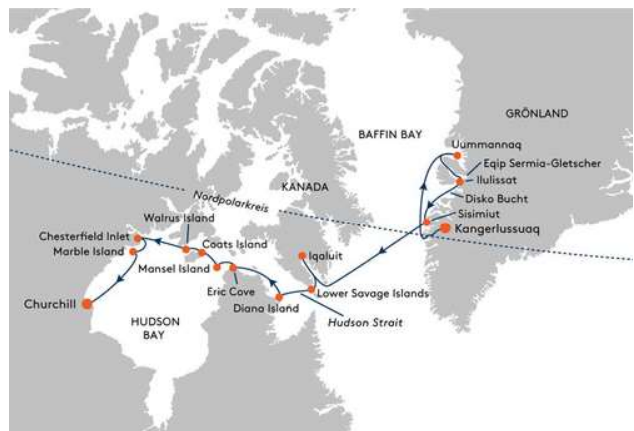 GRÖNLAND
BAFFIN BAY
Uummannaq
Eqip Sermia-Gletscher
Ilulissat
Disko Bucht
Sisimiut
Kangerlussuaq
KANADA
Nordpolarkreis
Walrus Island
Chesterfield Inlet
Coats Island
Marble Island
Iqaluit
Mansel Island
Eric Cove
Lower Savage Islands
Churchill
Diana Island
HUDSON
BAY
Hudson Strait